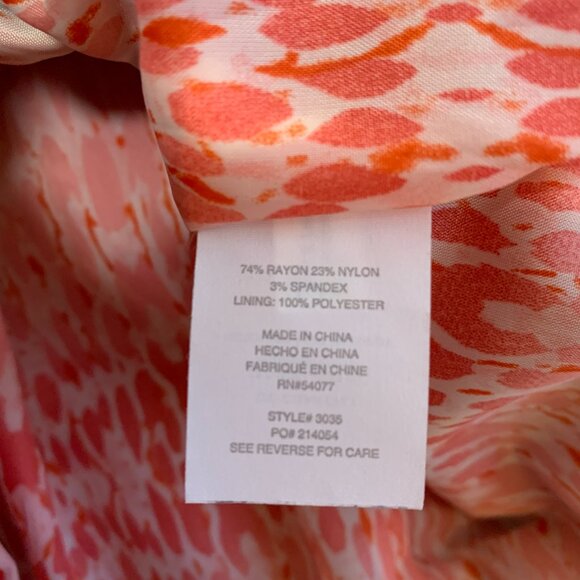 74% RAYON 23% NYLON
3% SPANDEX
LINING: 100% POLYESTER
MADE IN CHINA
HECHO EN CHINA
FABRIQUÉ EN CHINE
RN#54077
STYLE# 3035
PO# 214054
SEE REVERSE FOR CARE